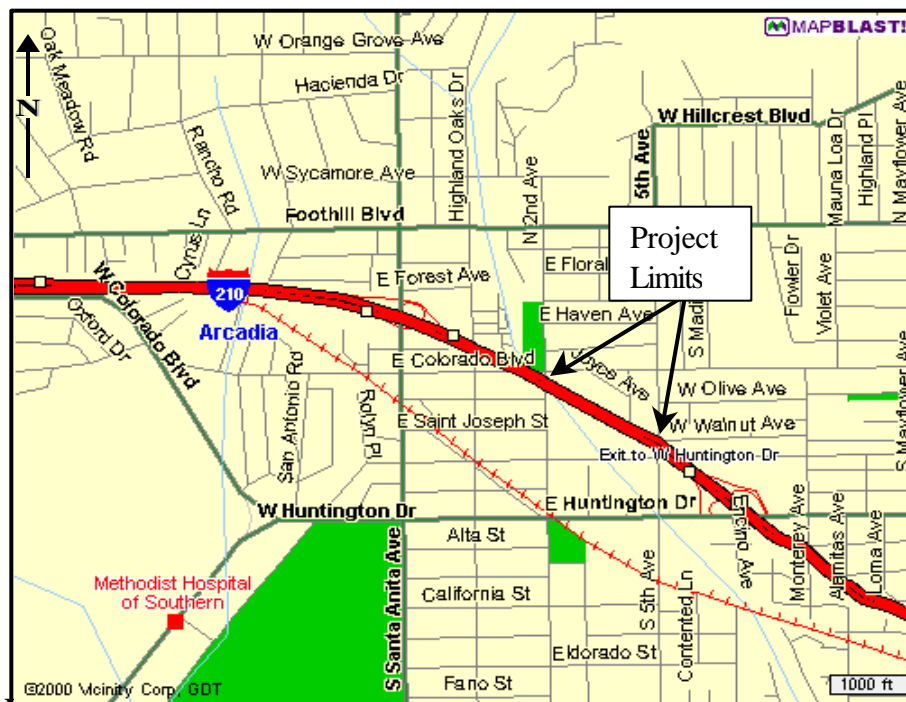 MAPBLAST!
W Orange Grove Ave
Oak Meadow Rd
Hacienda Dr
N
Highland Oaks Dr
W Hillcrest Blvd
Rancho Rd
W Sycamore Ave
N 2nd Ave
5th Ave
Mauna Loa Dr
Highland Pl
N Mayflower Ave
Foothill Blvd
Cyrus Ln
Project
Limits
E Forest Ave
E Floral
Fowler Dr
Violet Ave
W Colorado Blvd
210
Arcadia
Oxford Dr
E Haven Ave
S Madi
E Colorado Blvd
oyce Ave
W Olive Ave
San Antonio Rd
Rolyn Pl
E Saint Joseph St
W Walnut Ave
S Mayflower Ave
Exit to W Huntington Dr
W Huntington Dr
E Huntington Dr
Encino Ave
Monterey Ave
Alamitas Ave
Loma Ave
Alta St
S Santa Anita Ave
Methodist Hospital
of Southern
California St
S 5th Ave
Contented Ln
Eldorado St
Fano St
©2000 Vicinity Corp, GDT
1000 ft